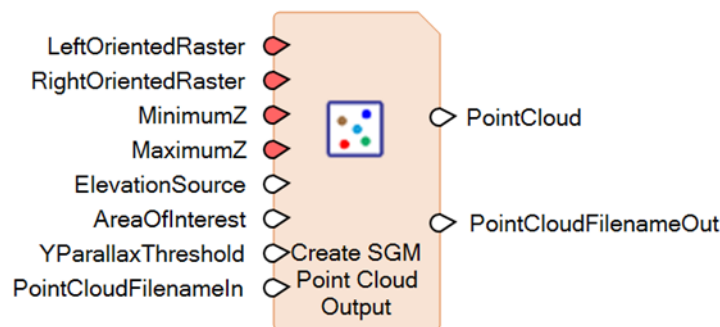 LeftOrientedRaster
RightOrientedRaster
MinimumZ
MaximumZ
ElevationSource
AreaOfInterest
YParallaxThreshold
PointCloudFilenameIn
Create SGM
Point Cloud
Output
PointCloud
PointCloudFilenameOut